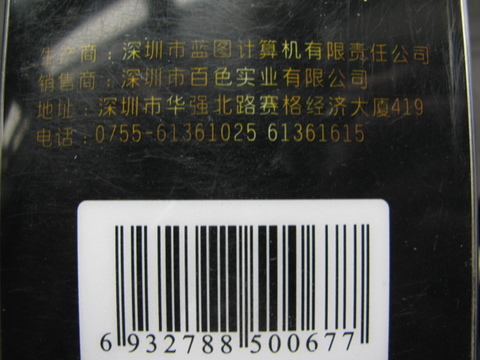 生产商：深圳市蓝图计算机有限责任公司
销售商：深圳市百色实业有限公司
地址：深圳市华强北路赛格经济大厦419
电话：0755-61361025 61361615
6 932788 500677